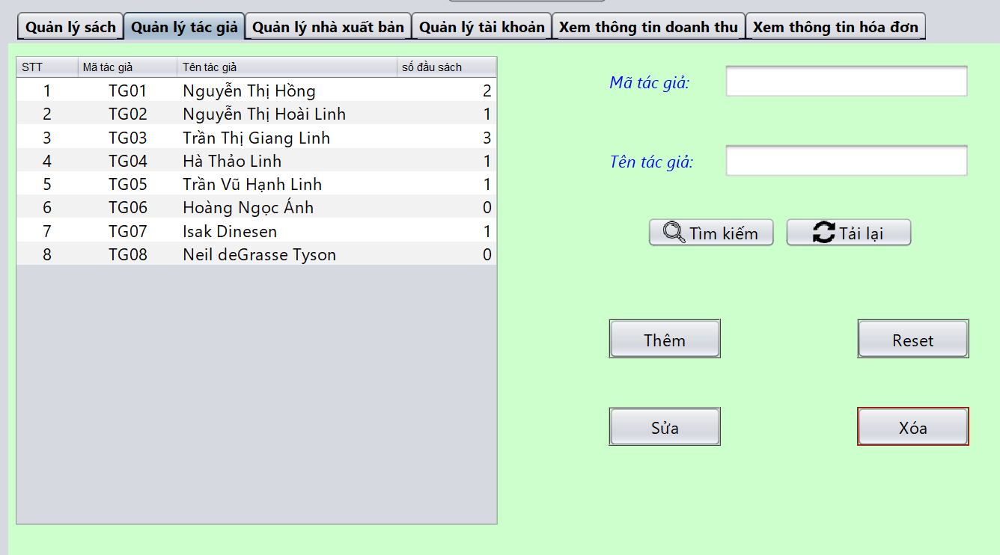 Quản lý sách Quản lý tác giả Quản lý nhà xuất bản Quản lý tài khoản Xem thông tin doanh thu Xem thông tin hóa đơn
STT Mã tác giả Tên tác giả số đầu sách
1 TG01 Nguyễn Thị Hồng 2
2 TG02 Nguyễn Thị Hoài Linh 1
3 TG03 Trần Thị Giang Linh 3
4 TG04 Hà Thảo Linh 1
5 TG05 Trần Vũ Hạnh Linh 1
6 TG06 Hoàng Ngọc Ánh 0
7 TG07 Isak Dinesen 1
8 TG08 Neil deGrasse Tyson 0
Mã tác giả:
Tên tác giả:
Tìm kiếm Tải lại
Thêm Reset
Sửa Xóa